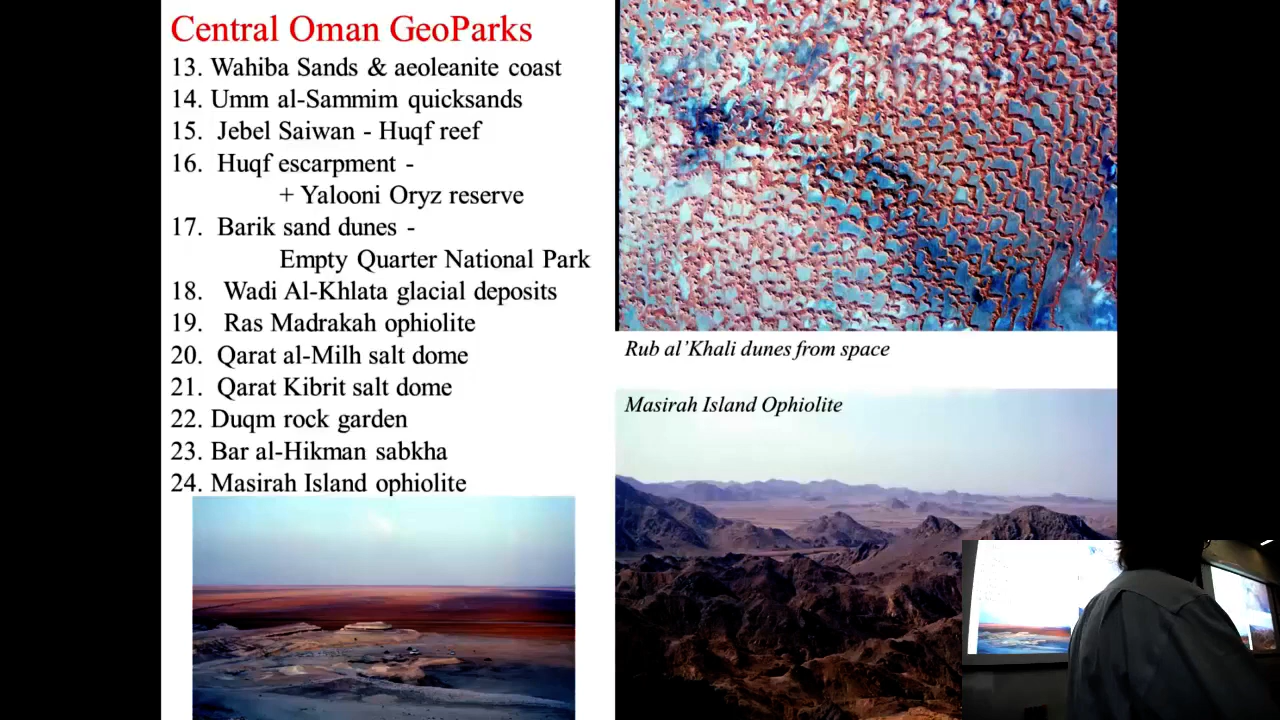 Central Oman GeoParks
13. Wahiba Sands & aeoleanite coast
14. Umm al-Sammim quicksands
15. Jebel Saiwan - Huqf reef
16. Huqf escarpment -
+ Yalooni Oryz reserve
17. Barik sand dunes -
Empty Quarter National Park
18. Wadi Al-Khlata glacial deposits
19. Ras Madrakah ophiolite
20. Qarat al-Milh salt dome
21. Qarat Kibrit salt dome
22. Duqm rock garden
23. Bar al-Hikman sabkha
24. Masirah Island ophiolite
Rub al’Khali dunes from space
Masirah Island Ophiolite